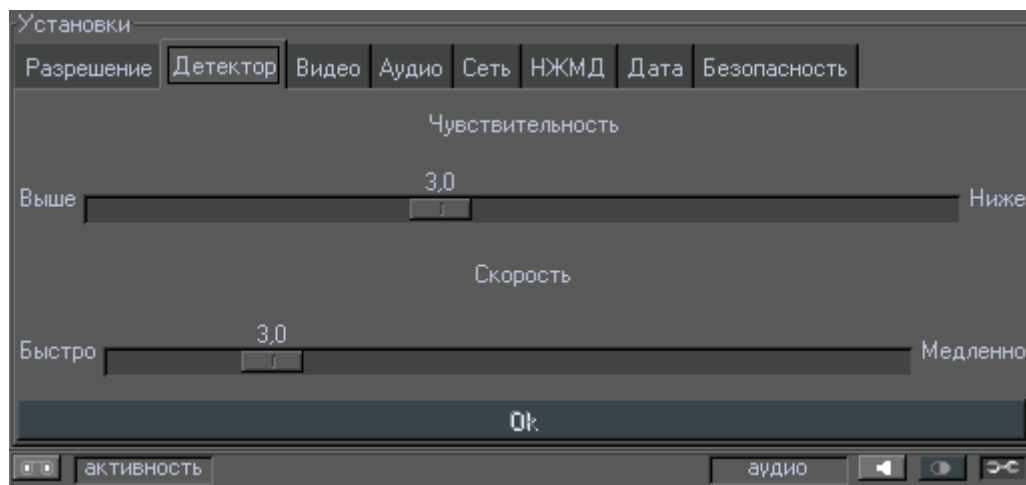 Установки
Разрешение Детектор Видео Аудио Сеть НЖМД Дата Безопасность
Чувствительность
3,0
Выше Ниже
Скорость
3,0
Быстро Медленно
Ok
активность аудио